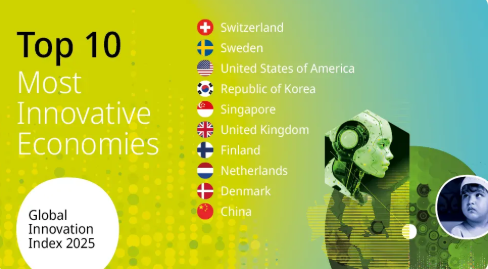 Top 10
Most
Innovative
Economies
Switzerland
Sweden
United States of America
Republic of Korea
Singapore
United Kingdom
Finland
Netherlands
Denmark
China
Global
Innovation
Index 2025